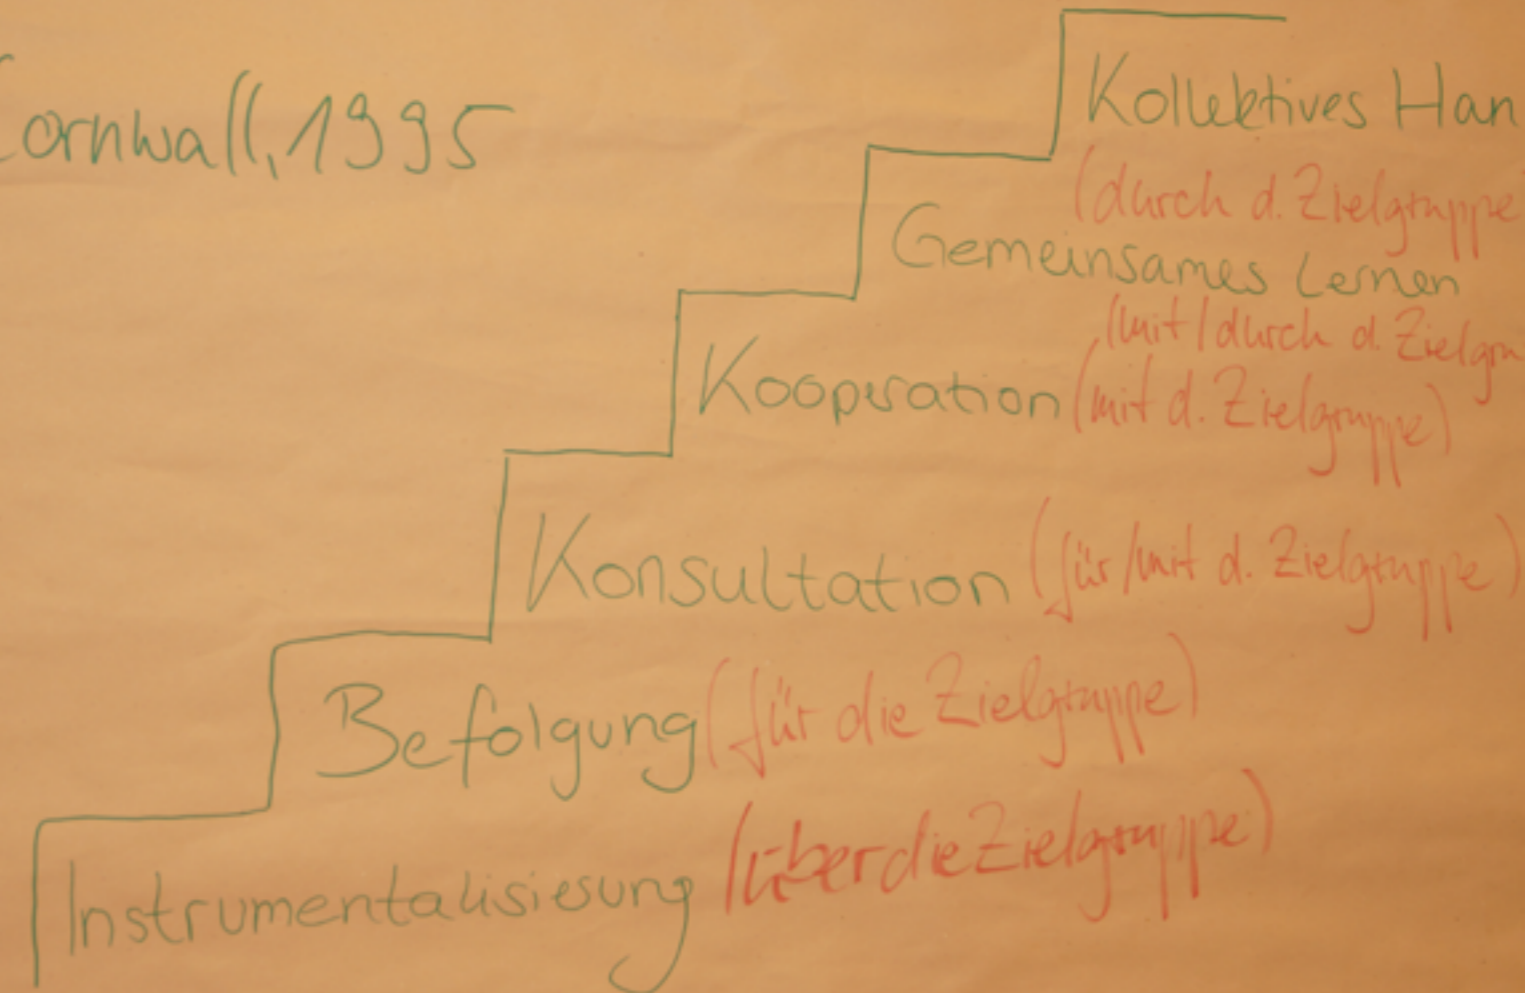 Cornwall, 1995
Kollektives Han
(durch d. Zielgruppe
Gemeinsames Lernen
(mit/durch d. Zielgru
Kooperation (mit d. Zielgruppe)
Konsultation (für/mit d. Zielgruppe)
Befolgung (für die Zielgruppe)
Instrumentalisierung (über die Zielgruppe)